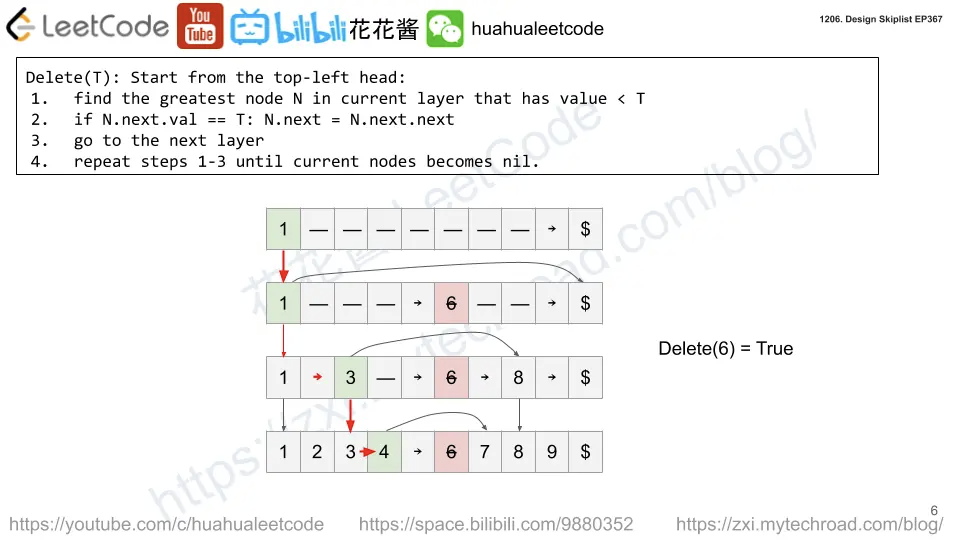 LeetCode
You
Tube
bilibili 花花酱
huahualeetcode
1206. Design Skiplist EP367
Delete(T): Start from the top-left head:
1. find the greatest node N in current layer that has value < T
2. if N.next.val == T: N.next = N.next.next
3. go to the next layer
4. repeat steps 1-3 until current nodes becomes nil.
1 — — — — — — — → $
1 — — — → 6 — — → $
1 → 3 — → 6 → 8 → $
1 2 3 4 → 6 7 8 9 $
Delete(6) = True
花花酱 LeetCode
https://zxi.mytechroad.com/blog/
6
https://youtube.com/c/huahualeetcode
https://space.bilibili.com/9880352
https://zxi.mytechroad.com/blog/